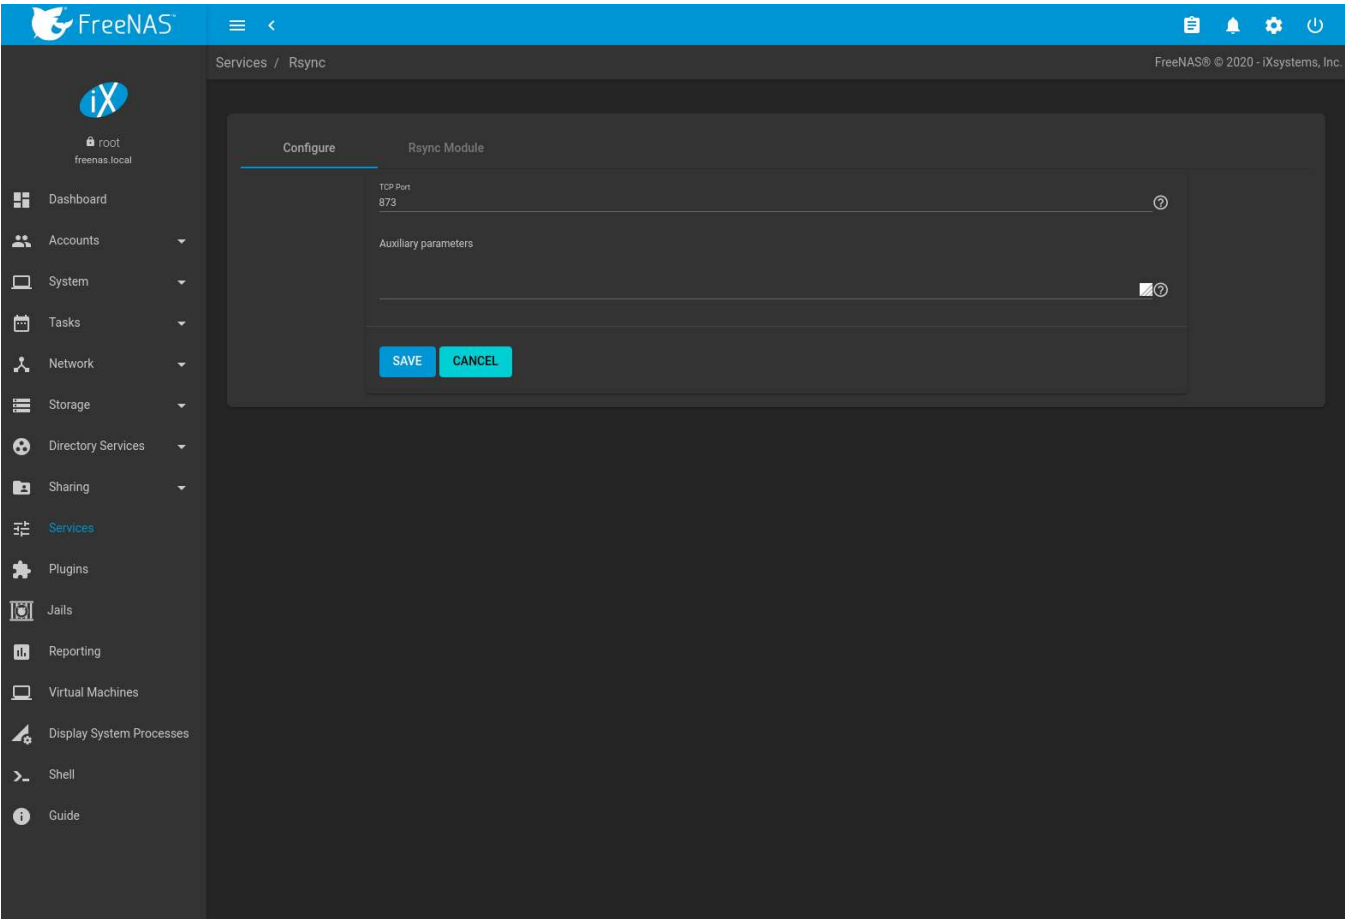 FreeNAS®
Services / Rsync
FreeNAS® © 2020 - iXsystems, Inc.
iX
root
freenas.local
Dashboard
Accounts
System
Tasks
Network
Storage
Directory Services
Sharing
Services
Plugins
Jails
Reporting
Virtual Machines
Display System Processes
Shell
Guide
Configure
Rsync Module
TCP Port
873
Auxiliary parameters
SAVE
CANCEL